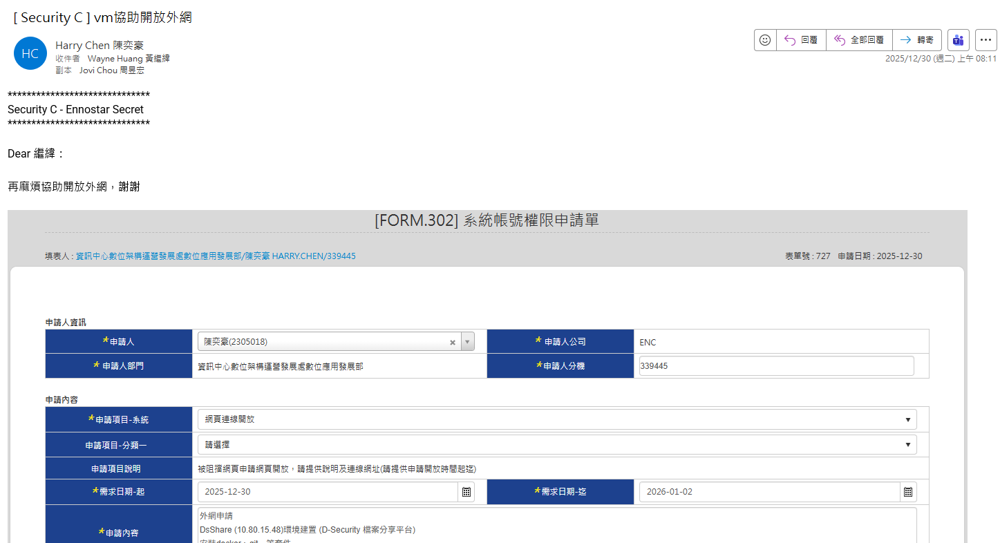 [ Security C ] vm協助開放外網
HC
Harry Chen 陳奕豪
收件者 Wayne Huang 黃繼緯
副本 Jovi Chou 周昱宏
回覆
全部回覆
轉寄
2025/12/30 (週二) 上午 08:11
******************************
Security C - Ennostar Secret
******************************
Dear 繼緯：
再麻煩協助開放外網，謝謝
[FORM.302] 系統帳號權限申請單
填表人 : 資訊中心數位架構運營發展處數位應用發展部/陳奕豪 HARRY.CHEN/339445
表單號 : 727 申請日期 : 2025-12-30
申請人資訊
*申請人 陳奕豪(2305018) * 申請人公司 ENC
* 申請人部門 資訊中心數位架構運營發展處數位應用發展部 *申請人分機 339445
申請內容
*申請項目-系統 網頁連線開放
申請項目-分類一 請選擇
申請項目說明 被阻擋網頁申請網頁開放，請提供說明及連線網址(請提供申請開放時間起迄)
*需求日期-起 2025-12-30 *需求日期-迄 2026-01-02
*申請內容
外網申請
DsShare (10.80.15.48)環境建置 (D-Security 檔案分享平台)
安裝docker、git、等套件